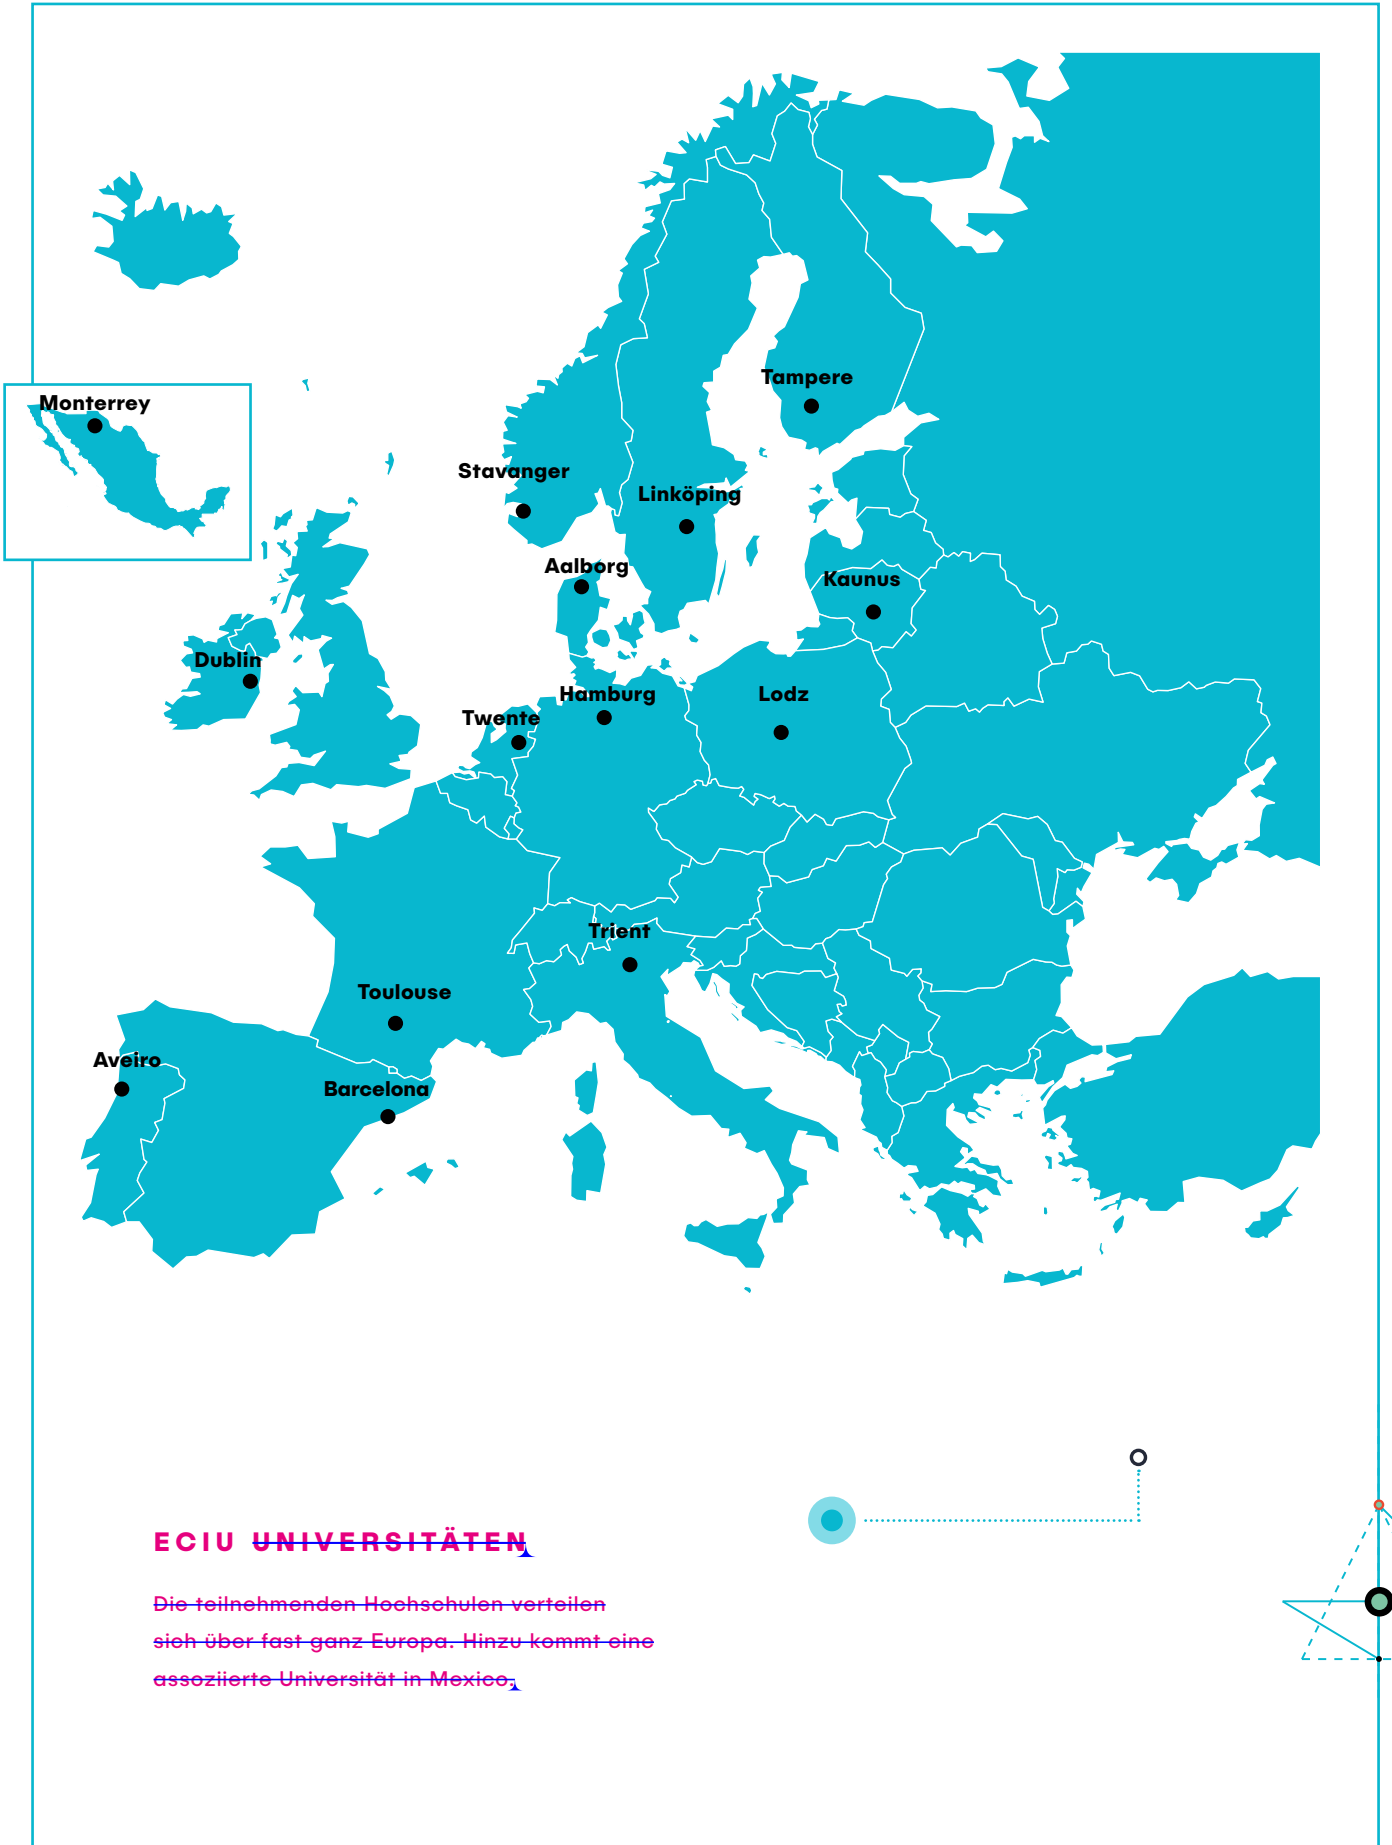 Tampere
Monterrey
Stavanger
Linköping
Aalborg
Kaunus
Dublin
Hamburg
Lodz
Twente
Trient
Toulouse
Aveiro
Barcelona
ECIU UNIVERSITÄTEN
Die teilnehmenden Hochschulen verteilen
sich über fast ganz Europa. Hinzu kommt eine
assoziierte Universität in Mexico.